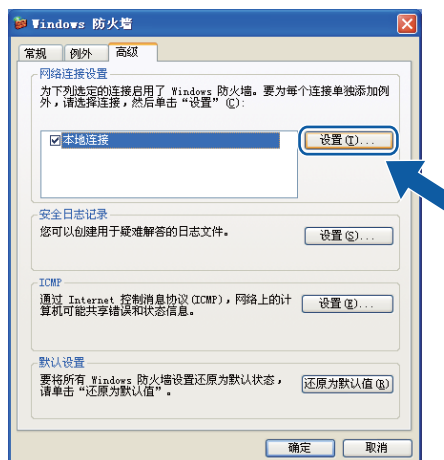 Windows 防火墙
常规 例外 高级
网络连接设置
为下列选定的连接启用了 Windows 防火墙。要为每个连接单独添加例
外，请选择连接，然后单击“设置”(C):
本地连接
设置(T)...
安全日志记录
您可以创建用于疑难解答的日志文件。
设置(S)...
ICMP
通过 Internet 控制消息协议(ICMP)，网络上的计
算机可能共享错误和状态信息。
设置(E)...
默认设置
要将所有 Windows 防火墙设置还原为默认状态，
请单击“还原为默认值”。
还原为默认值(R)
确定 取消